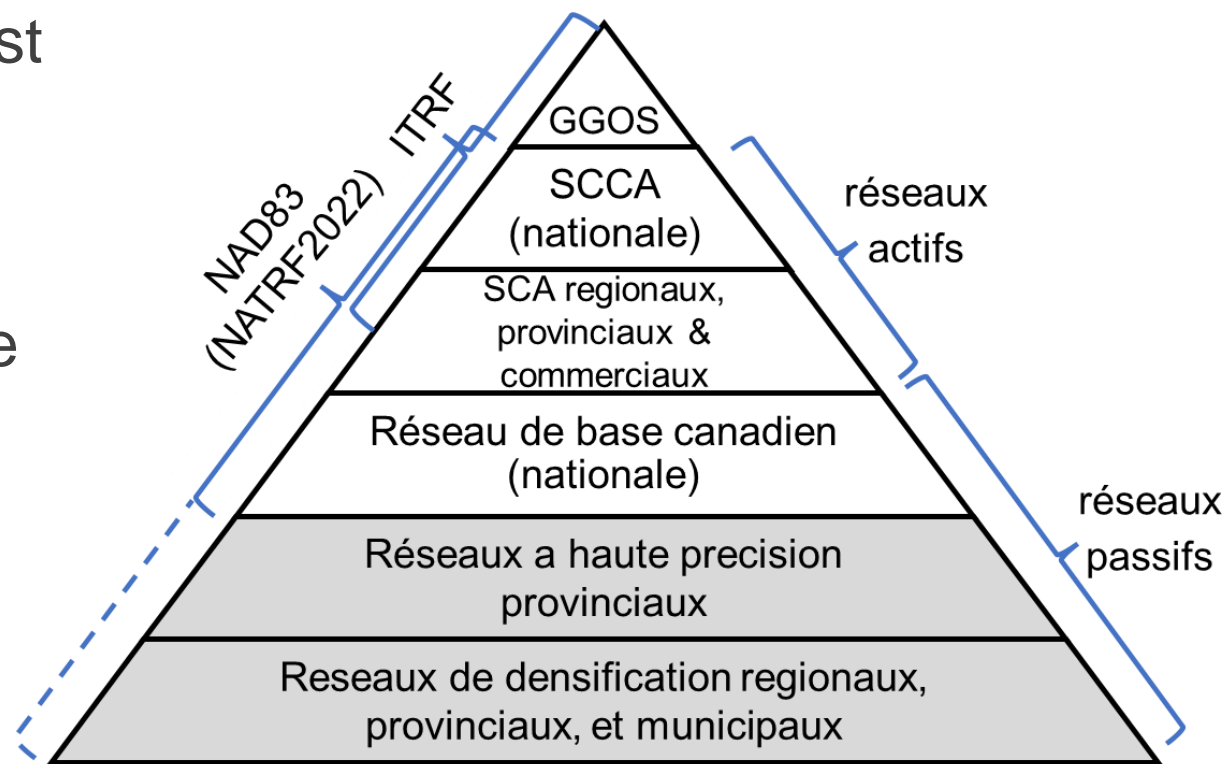 st
e
ITRF
NAD83
(NATRF2022)
GGOS
SCCA
(nationale)
SCA regionaux,
provinciaux &
commerciaux
Réseau de base canadien
(nationale)
Réseaux a haute precision
provinciaux
Reseaux de densification regionaux,
provinciaux, et municipaux
réseaux
actifs
réseaux
passifs